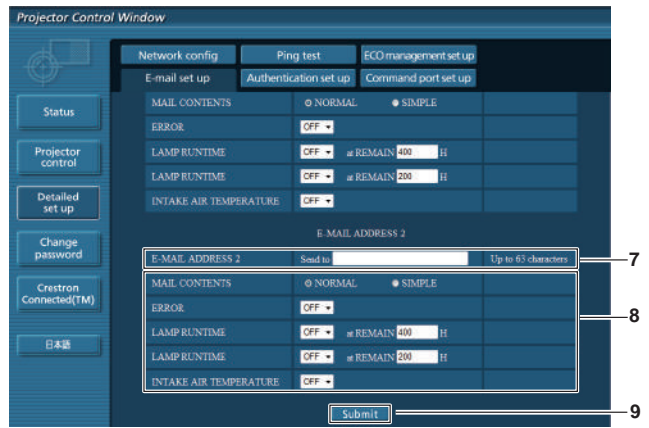 Projector Control Window
Network config Ping test ECO management set up
E-mail set up Authentication set up Command port set up
Status
Projector control
Detailed set up
Change password
Crestron Connected(TM)
日本語
MAIL CONTENTS NORMAL SIMPLE
ERROR OFF
LAMP RUNTIME OFF at REMAIN 400 H
LAMP RUNTIME OFF at REMAIN 200 H
INTAKE AIR TEMPERATURE OFF
E-MAIL ADDRESS 2
E-MAIL ADDRESS 2 Send to Up to 63 characters 7
MAIL CONTENTS NORMAL SIMPLE
ERROR OFF 8
LAMP RUNTIME OFF at REMAIN 400 H
LAMP RUNTIME OFF at REMAIN 200 H
INTAKE AIR TEMPERATURE OFF
Submit 9